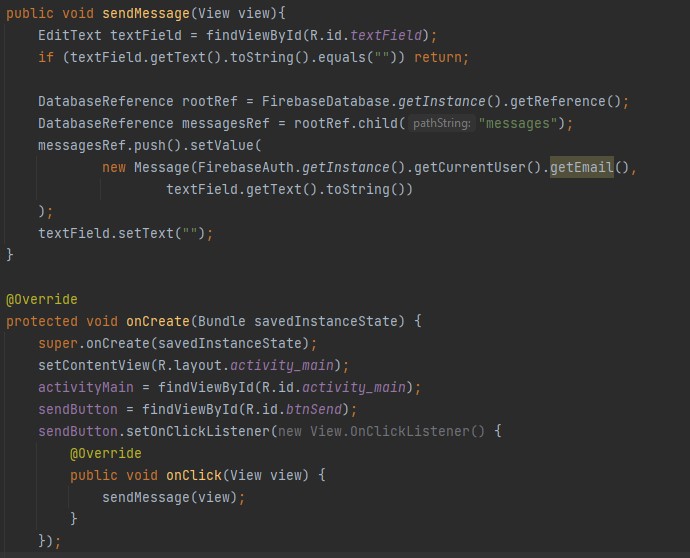 public void sendMessage(View view){
EditText textField = findViewById(R.id.textField);
if (textField.getText().toString().equals("")) return;
DatabaseReference rootRef = FirebaseDatabase.getInstance().getReference();
DatabaseReference messagesRef = rootRef.child( pathString: "messages");
messagesRef.push().setValue(
new Message(FirebaseAuth.getInstance().getCurrentUser().getEmail(),
textField.getText().toString())
);
textField.setText("");
}
@Override
protected void onCreate(Bundle savedInstanceState) {
super.onCreate(savedInstanceState);
setContentView(R.layout.activity_main);
activityMain = findViewById(R.id.activity_main);
sendButton = findViewById(R.id.btnSend);
sendButton.setOnClickListener(new View.OnClickListener() {
@Override
public void onClick(View view) {
sendMessage(view);
}
});